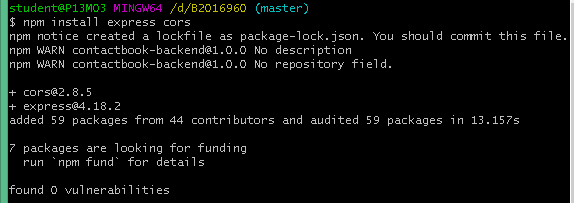 student@P13M03 MINGW64 /d/B2016960 (master)
$ npm install express cors
npm notice created a lockfile as package-lock.json. You should commit this file.
npm WARN contactbook-backend@1.0.0 No description
npm WARN contactbook-backend@1.0.0 No repository field.
+ cors@2.8.5
+ express@4.18.2
added 59 packages from 44 contributors and audited 59 packages in 13.157s
7 packages are looking for funding
run `npm fund` for details
found 0 vulnerabilities